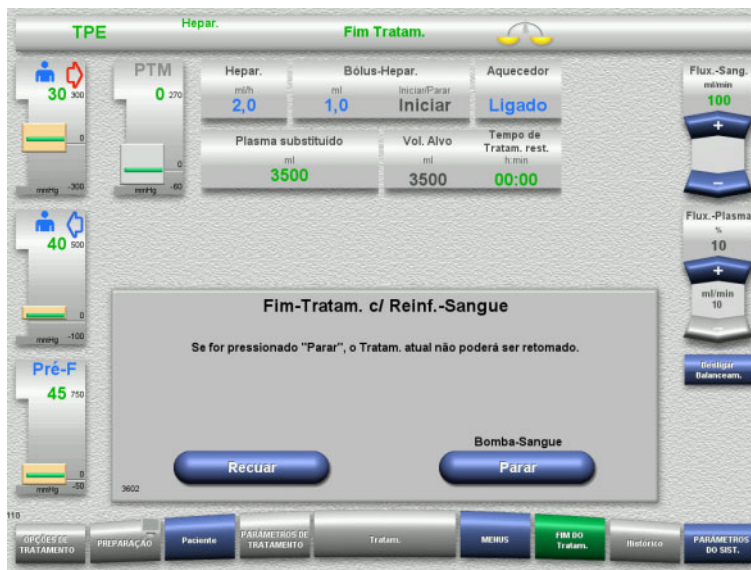 TPE
Hepar.
Fim Tratam.
30 300
0
mmHg -300
PTM
0 270
0
mmHg -60
Hepar.
ml/h
2,0
Bólus-Hepar.
ml
1,0
Iniciar/Parar
Iniciar
Aquecedor
Ligado
Plasma substituído
ml
3500
Vol. Alvo
ml
3500
Tempo de
Tratam. rest.
h:min
00:00
Flux.-Sang.
ml/min
100
+
–
40 500
0
mmHg -100
Flux.-Plasma
%
10
+
ml/min
10
–
Desligar
Balanceam.
Pré-F
45 750
0
mmHg -50
Fim-Tratam. c/ Reinf.-Sangue
Se for pressionado "Parar", o Tratam. atual não poderá ser retomado.
Bomba-Sangue
Recuar
Parar
3602
110
OPÇÕES DE
TRATAMENTO
PREPARAÇÃO
Paciente
PARÂMETROS DE
TRATAMENTO
Tratam.
MENUS
FIM DO
Tratam.
Histórico
PARÂMETROS
DO SIST.